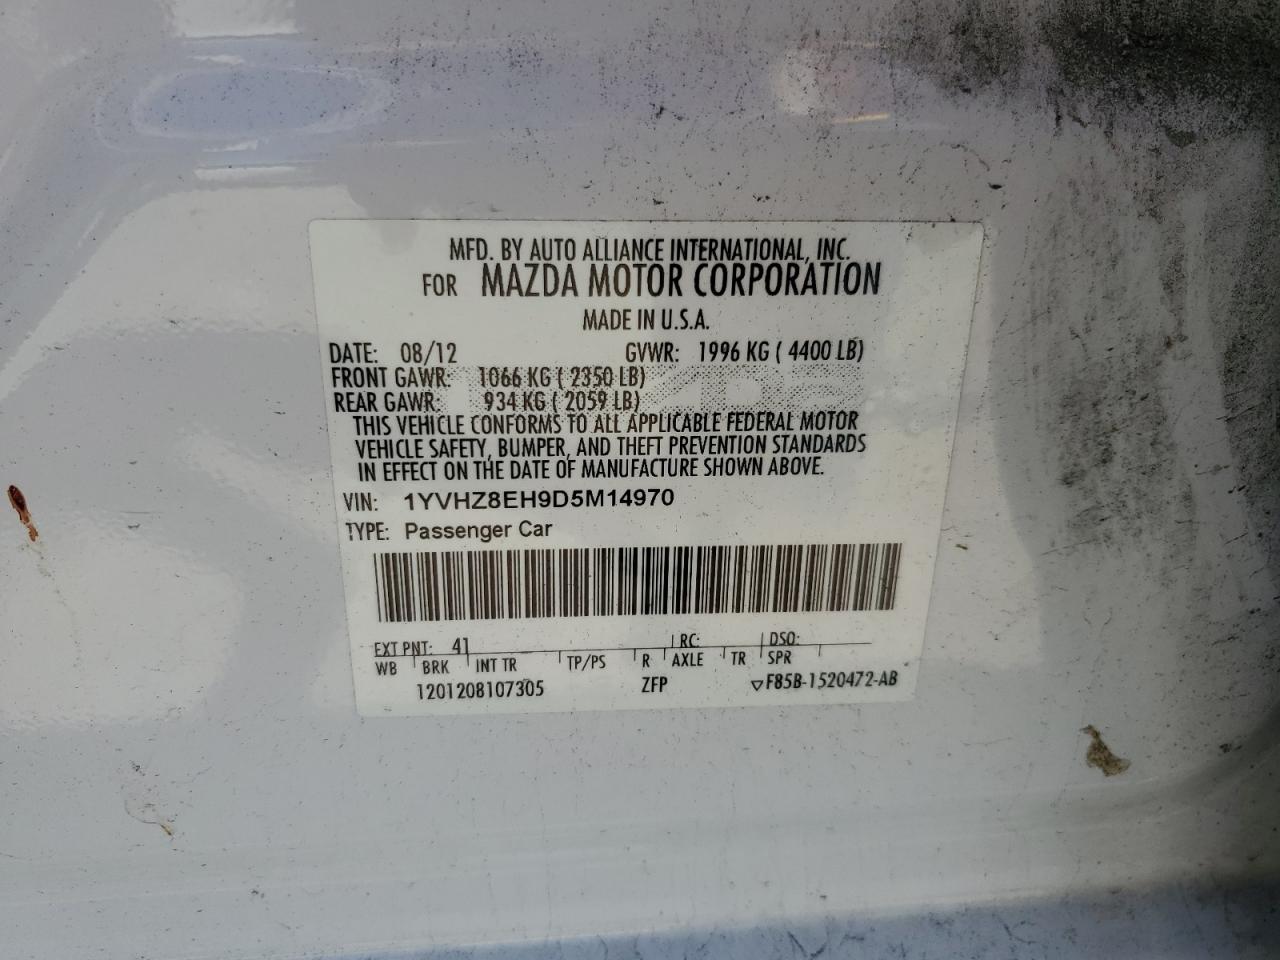 MFD. BY AUTO ALLIANCE INTERNATIONAL, INC.
FOR MAZDA MOTOR CORPORATION
MADE IN U.S.A.
DATE: 08/12 GVWR: 1996 KG ( 4400 LB)
FRONT GAWR: 1066 KG ( 2350 LB)
REAR GAWR: 934 KG ( 2059 LB)
THIS VEHICLE CONFORMS TO ALL APPLICABLE FEDERAL MOTOR
VEHICLE SAFETY, BUMPER, AND THEFT PREVENTION STANDARDS
IN EFFECT ON THE DATE OF MANUFACTURE SHOWN ABOVE.
VIN: 1YVHZ8EH9D5M14970
TYPE: Passenger Car
EXT PNT: 41 RC: DSO:
WB BRK INT TR TP/PS R AXLE TR SPR
1201208107305 ZFP ▽F85B-1520472-AB